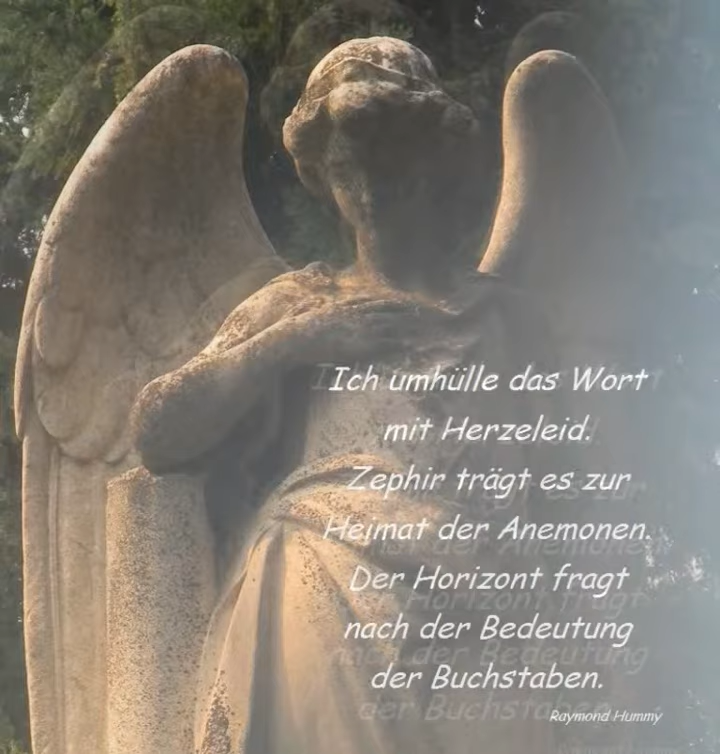 Ich umhülle das Wort
mit Herzeleid.
Zephir trägt es zur
Heimat der Anemonen.
Der Horizont fragt
nach der Bedeutung
der Buchstaben.
Raymond Hummy